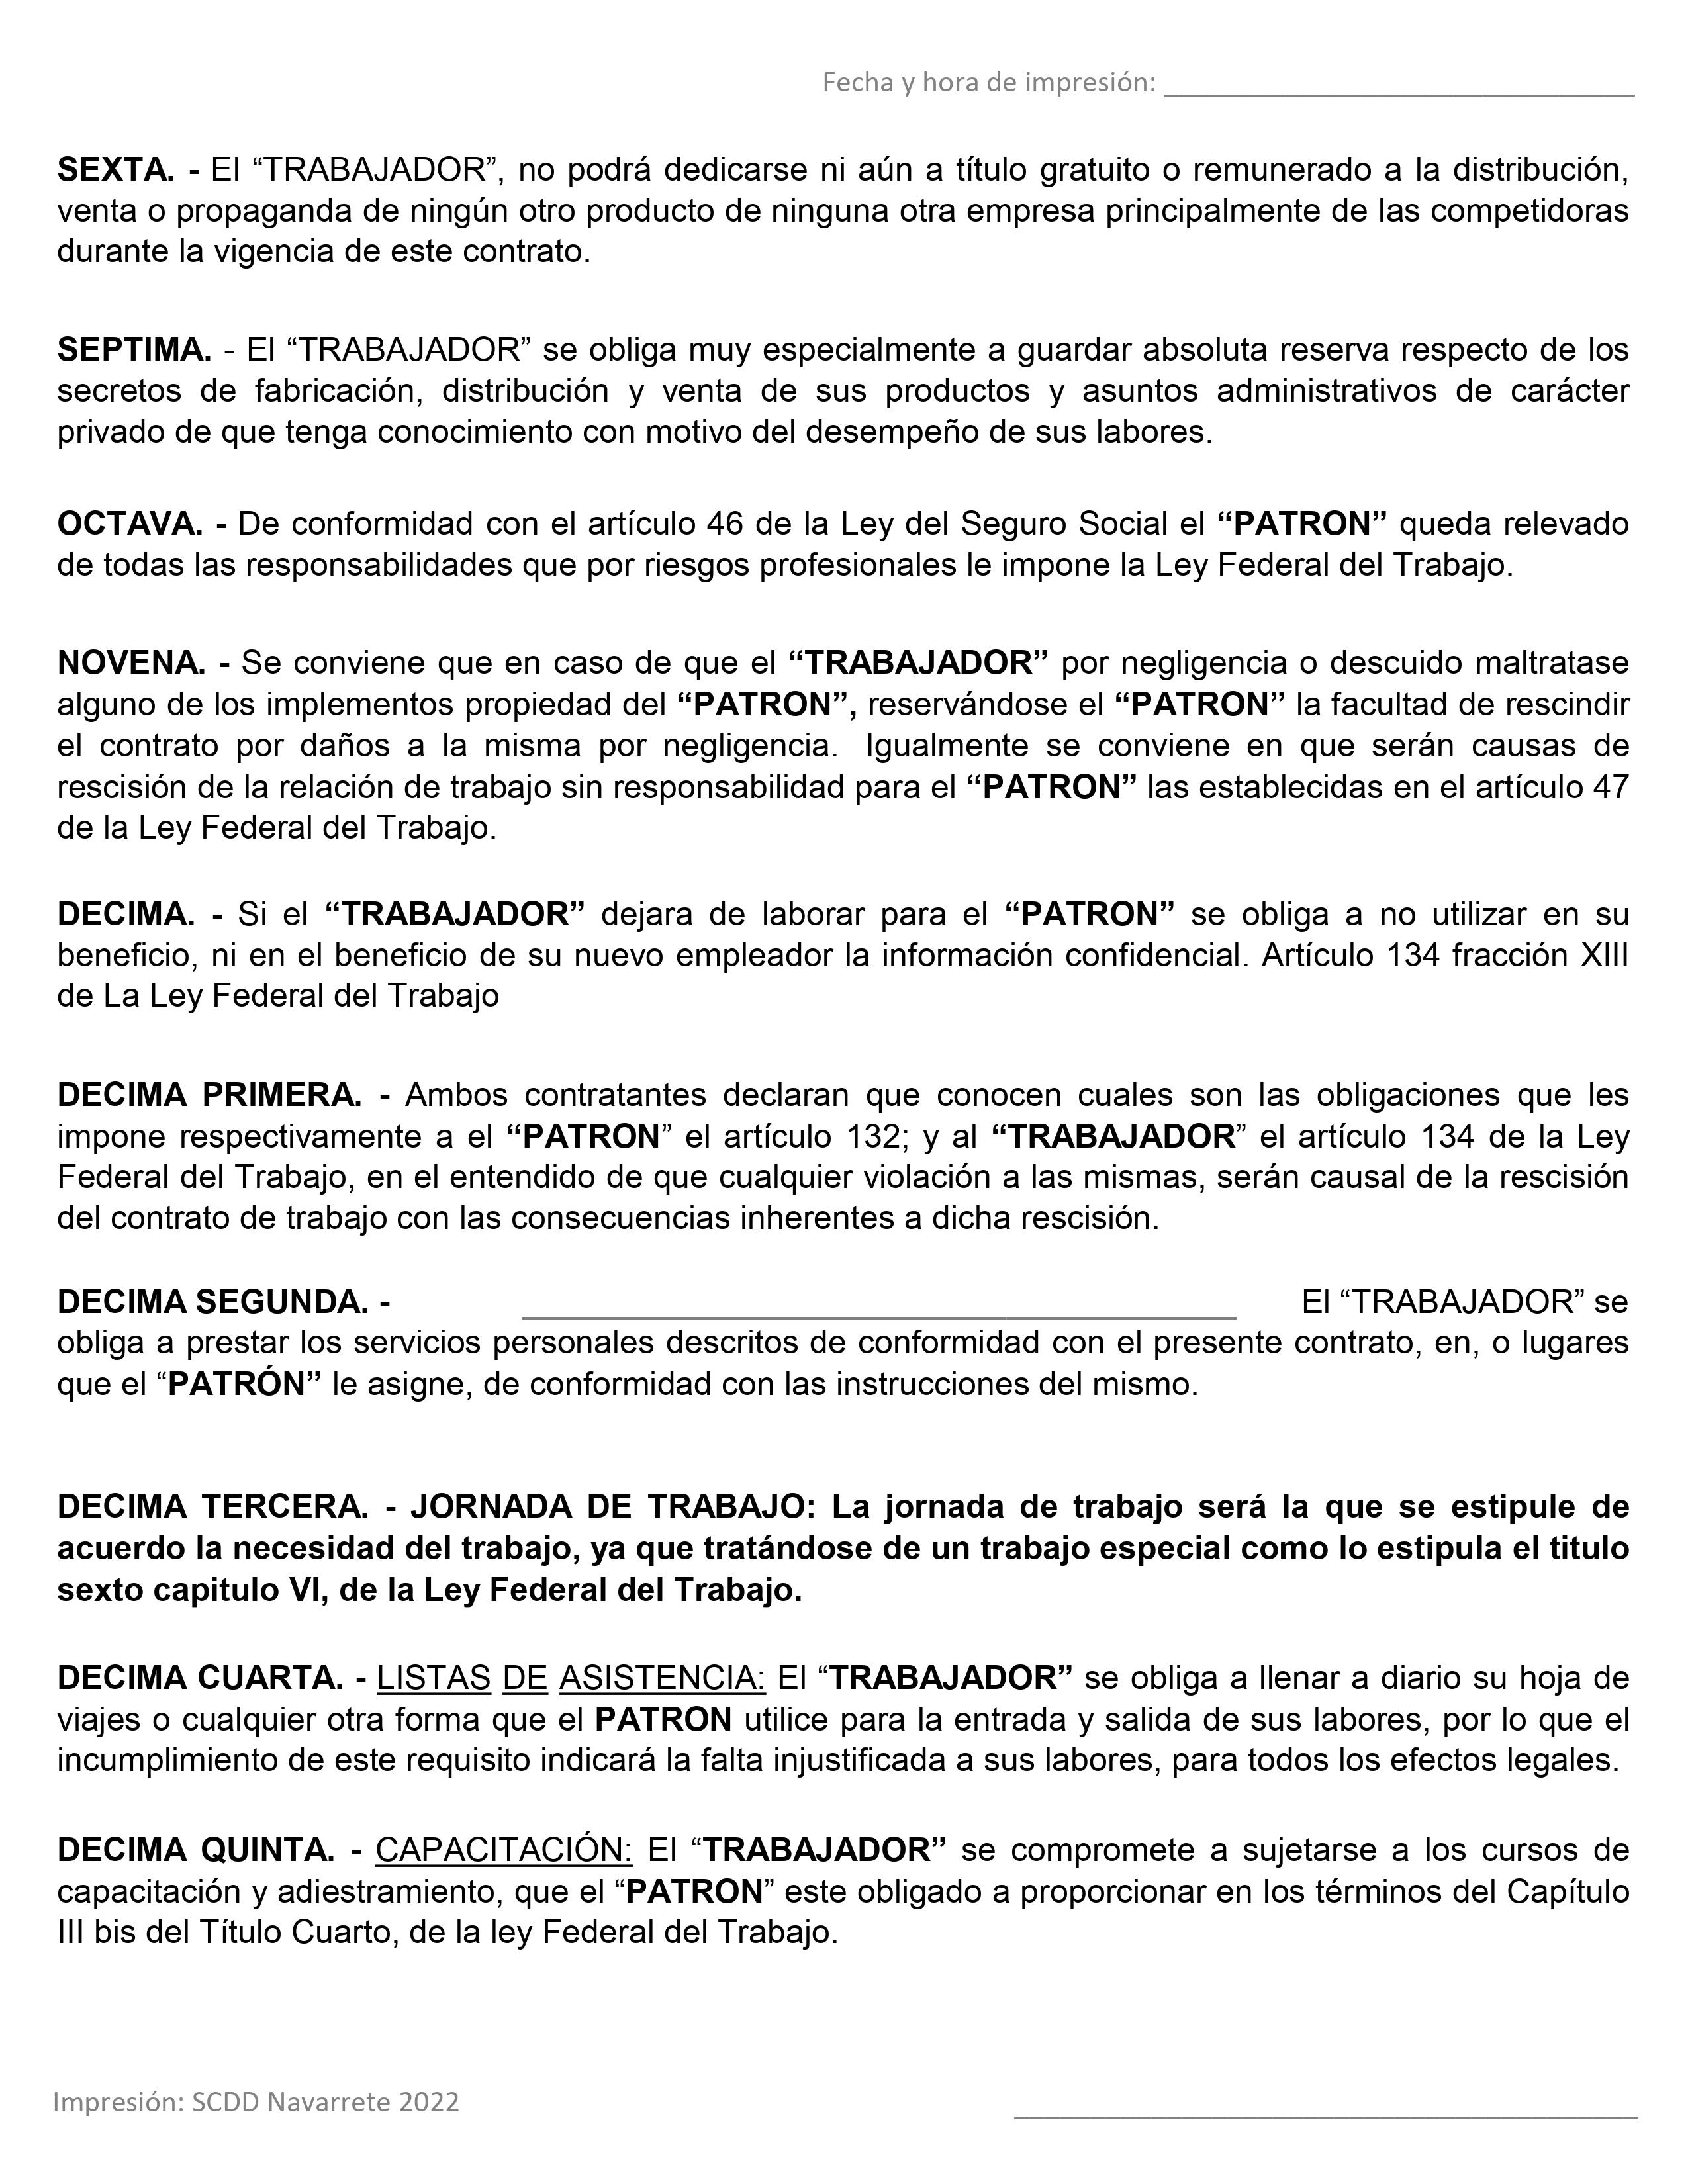 Fecha y hora de impresión: ______________________________
SEXTA. - El “TRABAJADOR”, no podrá dedicarse ni aún a título gratuito o remunerado a la distribución,
venta o propaganda de ningún otro producto de ninguna otra empresa principalmente de las competidoras
durante la vigencia de este contrato.
SEPTIMA. - El “TRABAJADOR” se obliga muy especialmente a guardar absoluta reserva respecto de los
secretos de fabricación, distribución y venta de sus productos y asuntos administrativos de carácter
privado de que tenga conocimiento con motivo del desempeño de sus labores.
OCTAVA. - De conformidad con el artículo 46 de la Ley del Seguro Social el “PATRON” queda relevado
de todas las responsabilidades que por riesgos profesionales le impone la Ley Federal del Trabajo.
NOVENA. - Se conviene que en caso de que el “TRABAJADOR” por negligencia o descuido maltratase
alguno de los implementos propiedad del “PATRON”, reservándose el “PATRON” la facultad de rescindir
el contrato por daños a la misma por negligencia. Igualmente se conviene en que serán causas de
rescisión de la relación de trabajo sin responsabilidad para el “PATRON” las establecidas en el artículo 47
de la Ley Federal del Trabajo.
DECIMA. - Si el “TRABAJADOR” dejara de laborar para el “PATRON” se obliga a no utilizar en su
beneficio, ni en el beneficio de su nuevo empleador la información confidencial. Artículo 134 fracción XIII
de La Ley Federal del Trabajo
DECIMA PRIMERA. - Ambos contratantes declaran que conocen cuales son las obligaciones que les
impone respectivamente a el “PATRON” el artículo 132; y al “TRABAJADOR” el artículo 134 de la Ley
Federal del Trabajo, en el entendido de que cualquier violación a las mismas, serán causal de la rescisión
del contrato de trabajo con las consecuencias inherentes a dicha rescisión.
DECIMA SEGUNDA. - ______________________________ El “TRABAJADOR” se
obliga a prestar los servicios personales descritos de conformidad con el presente contrato, en, o lugares
que el “PATRÓN” le asigne, de conformidad con las instrucciones del mismo.
DECIMA TERCERA. - JORNADA DE TRABAJO: La jornada de trabajo será la que se estipule de
acuerdo la necesidad del trabajo, ya que tratándose de un trabajo especial como lo estipula el titulo
sexto capitulo VI, de la Ley Federal del Trabajo.
DECIMA CUARTA. - LISTAS DE ASISTENCIA: El “TRABAJADOR” se obliga a llenar a diario su hoja de
viajes o cualquier otra forma que el PATRON utilice para la entrada y salida de sus labores, por lo que el
incumplimiento de este requisito indicará la falta injustificada a sus labores, para todos los efectos legales.
DECIMA QUINTA. - CAPACITACIÓN: El “TRABAJADOR” se compromete a sujetarse a los cursos de
capacitación y adiestramiento, que el “PATRON” este obligado a proporcionar en los términos del Capítulo
III bis del Título Cuarto, de la ley Federal del Trabajo.
Impresión: SCDD Navarrete 2022 ______________________________